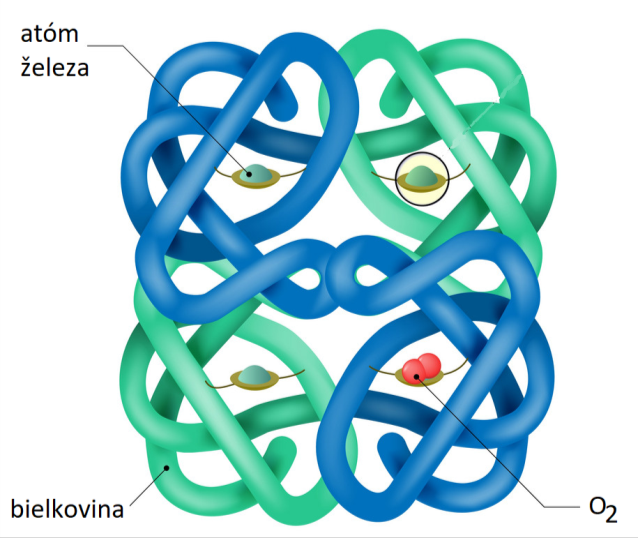 atóm
železa
bielkovina
O₂